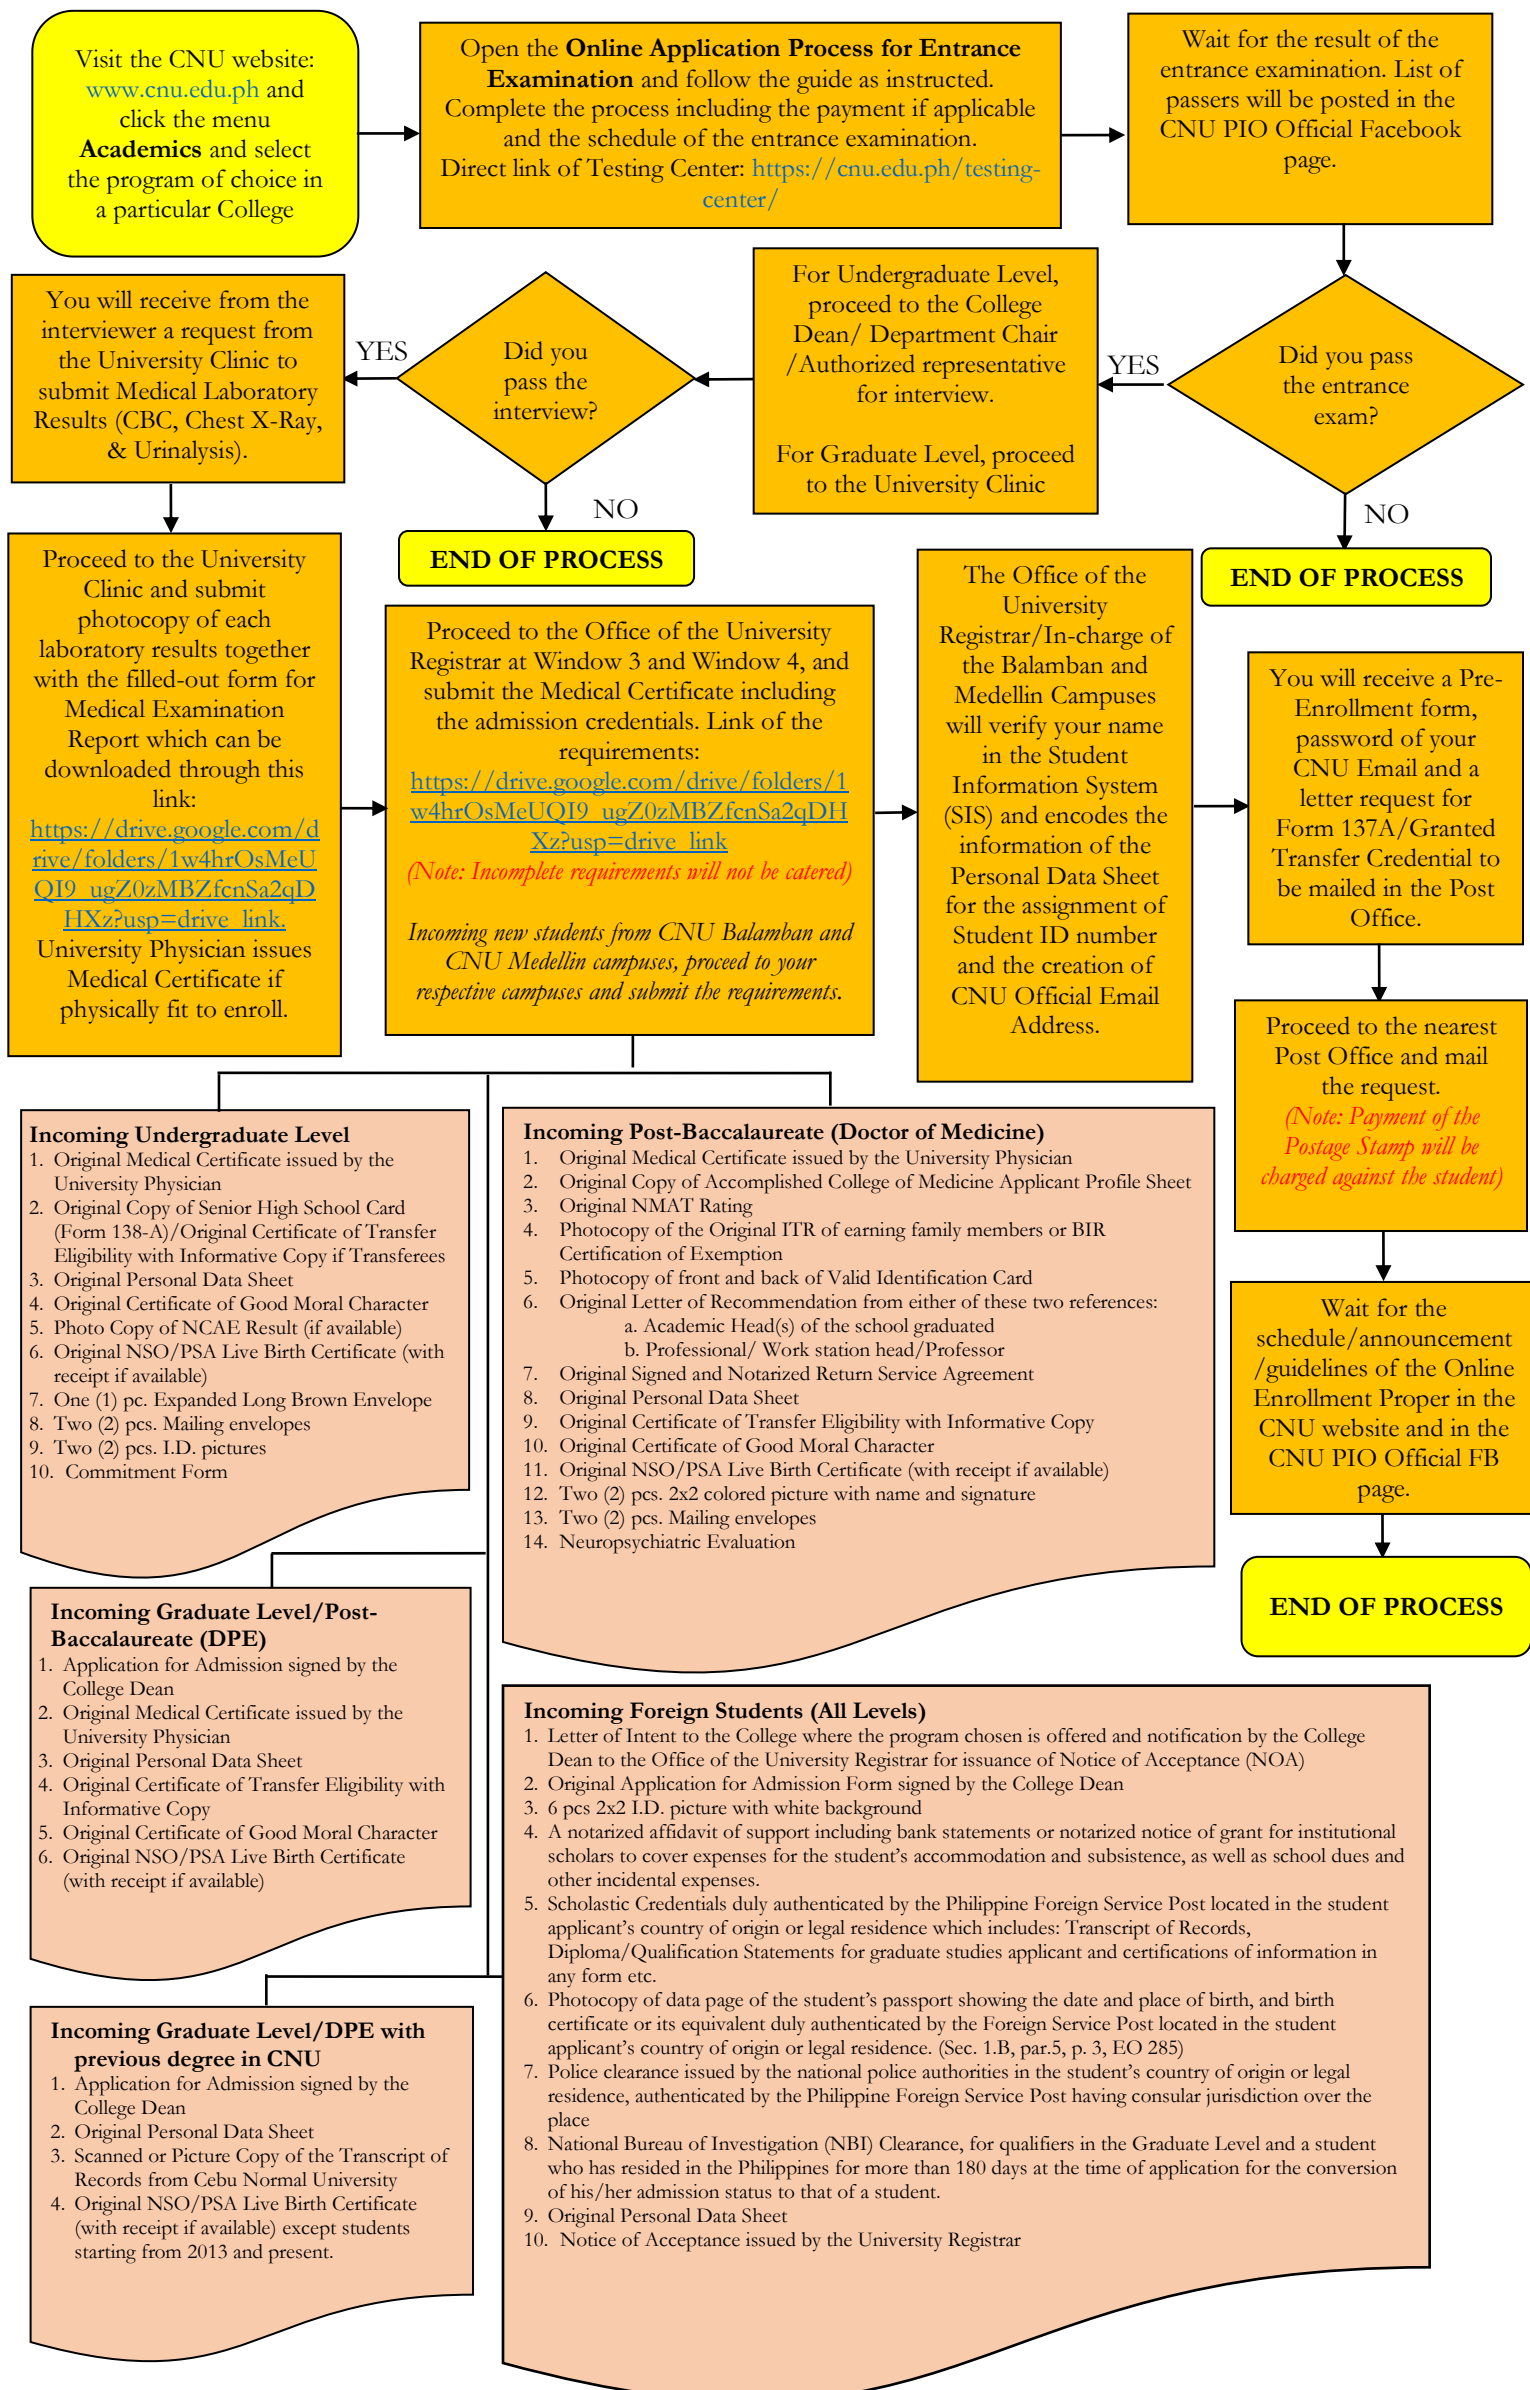 Visit the CNU website:
www.cnu.edu.ph and
click the menu
Academics and select
the program of choice in
a particular College
Open the Online Application Process for Entrance
Examination and follow the guide as instructed.
Complete the process including the payment if applicable
and the schedule of the entrance examination.
Direct link of Testing Center: https://cnu.edu.ph/testing-
center/
Wait for the result of the
entrance examination. List of
passers will be posted in the
CNU PIO Official Facebook
page.
Did you pass
the entrance
exam?
YES
NO
END OF PROCESS
For Undergraduate Level,
proceed to the College
Dean/ Department Chair
/Authorized representative
for interview.
For Graduate Level, proceed
to the University Clinic
Did you
pass the
interview?
YES
NO
END OF PROCESS
You will receive from the
interviewer a request from
the University Clinic to
submit Medical Laboratory
Results (CBC, Chest X-Ray,
& Urinalysis).
Proceed to the University
Clinic and submit
photocopy of each
laboratory results together
with the filled-out form for
Medical Examination
Report which can be
downloaded through this
link:
https://drive.google.com/d
rive/folders/1w4hrOsMeU
QI9_ugZ0zMBZfcnSa2qD
HXz?usp=drive_link.
University Physician issues
Medical Certificate if
physically fit to enroll.
Proceed to the Office of the University
Registrar at Window 3 and Window 4, and
submit the Medical Certificate including
the admission credentials. Link of the
requirements:
https://drive.google.com/drive/folders/1
w4hrOsMeUQI9_ugZ0zMBZfcnSa2qDH
Xz?usp=drive_link
(Note: Incomplete requirements will not be catered)
Incoming new students from CNU Balamban and
CNU Medellin campuses, proceed to your
respective campuses and submit the requirements.
The Office of the
University
Registrar/In-charge of
the Balamban and
Medellin Campuses
will verify your name
in the Student
Information System
(SIS) and encodes the
information of the
Personal Data Sheet
for the assignment of
Student ID number
and the creation of
CNU Official Email
Address.
You will receive a Pre-
Enrollment form,
password of your
CNU Email and a
letter request for
Form 137A/Granted
Transfer Credential to
be mailed in the Post
Office.
Proceed to the nearest
Post Office and mail
the request.
(Note: Payment of the
Postage Stamp will be
charged against the student)
Wait for the
schedule/announcement
/guidelines of the Online
Enrollment Proper in the
CNU website and in the
CNU PIO Official FB
page.
END OF PROCESS
Incoming Undergraduate Level
1. Original Medical Certificate issued by the
University Physician
2. Original Copy of Senior High School Card
(Form 138-A)/Original Certificate of Transfer
Eligibility with Informative Copy if Transferees
3. Original Personal Data Sheet
4. Original Certificate of Good Moral Character
5. Photo Copy of NCAE Result (if available)
6. Original NSO/PSA Live Birth Certificate (with
receipt if available)
7. One (1) pc. Expanded Long Brown Envelope
8. Two (2) pcs. Mailing envelopes
9. Two (2) pcs. I.D. pictures
10. Commitment Form
Incoming Post-Baccalaureate (Doctor of Medicine)
1. Original Medical Certificate issued by the University Physician
2. Original Copy of Accomplished College of Medicine Applicant Profile Sheet
3. Original NMAT Rating
4. Photocopy of the Original ITR of earning family members or BIR
Certification of Exemption
5. Photocopy of front and back of Valid Identification Card
6. Original Letter of Recommendation from either of these two references:
a. Academic Head(s) of the school graduated
b. Professional/ Work station head/Professor
7. Original Signed and Notarized Return Service Agreement
8. Original Personal Data Sheet
9. Original Certificate of Transfer Eligibility with Informative Copy
10. Original Certificate of Good Moral Character
11. Original NSO/PSA Live Birth Certificate (with receipt if available)
12. Two (2) pcs. 2x2 colored picture with name and signature
13. Two (2) pcs. Mailing envelopes
14. Neuropsychiatric Evaluation
Incoming Graduate Level/Post-
Baccalaureate (DPE)
1. Application for Admission signed by the
College Dean
2. Original Medical Certificate issued by the
University Physician
3. Original Personal Data Sheet
4. Original Certificate of Transfer Eligibility with
Informative Copy
5. Original Certificate of Good Moral Character
6. Original NSO/PSA Live Birth Certificate
(with receipt if available)
Incoming Graduate Level/DPE with
previous degree in CNU
1. Application for Admission signed by the
College Dean
2. Original Personal Data Sheet
3. Scanned or Picture Copy of the Transcript of
Records from Cebu Normal University
4. Original NSO/PSA Live Birth Certificate
(with receipt if available) except students
starting from 2013 and present.
Incoming Foreign Students (All Levels)
1. Letter of Intent to the College where the program chosen is offered and notification by the College
Dean to the Office of the University Registrar for issuance of Notice of Acceptance (NOA)
2. Original Application for Admission Form signed by the College Dean
3. 6 pcs 2x2 I.D. picture with white background
4. A notarized affidavit of support including bank statements or notarized notice of grant for institutional
scholars to cover expenses for the student's accommodation and subsistence, as well as school dues and
other incidental expenses.
5. Scholastic Credentials duly authenticated by the Philippine Foreign Service Post located in the student
applicant's country of origin or legal residence which includes: Transcript of Records,
Diploma/Qualification Statements for graduate studies applicant and certifications of information in
any form etc.
6. Photocopy of data page of the student's passport showing the date and place of birth, and birth
certificate or its equivalent duly authenticated by the Foreign Service Post located in the student
applicant's country of origin or legal residence. (Sec. 1.B, par.5, p. 3, EO 285)
7. Police clearance issued by the national police authorities in the student's country of origin or legal
residence, authenticated by the Philippine Foreign Service Post having consular jurisdiction over the
place
8. National Bureau of Investigation (NBI) Clearance, for qualifiers in the Graduate Level and a student
who has resided in the Philippines for more than 180 days at the time of application for the conversion
of his/her admission status to that of a student.
9. Original Personal Data Sheet
10. Notice of Acceptance issued by the University Registrar